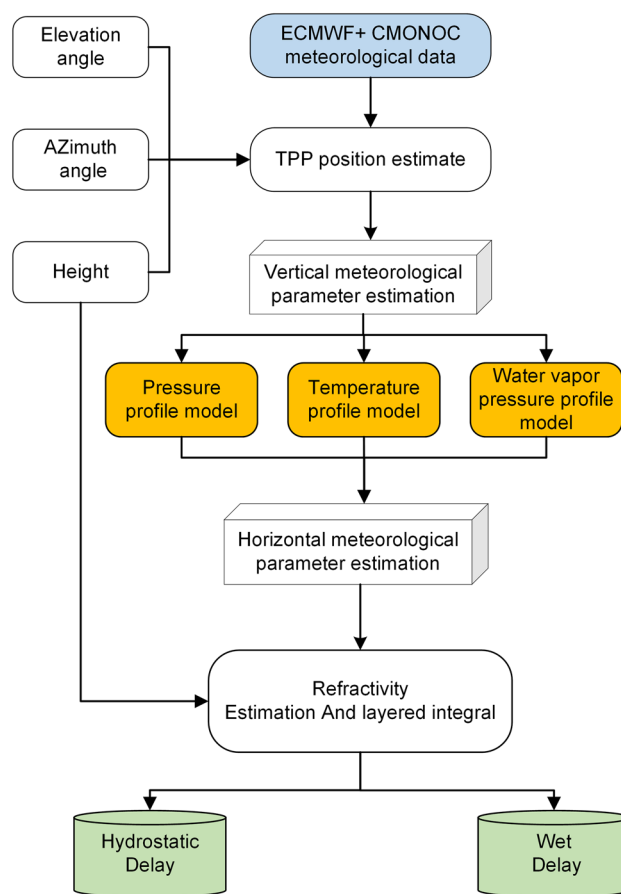 Elevation
angle
ECMWF+ CMONOC
meteorological data
AZimuth
angle
TPP position estimate
Height
Vertical meteorological
parameter estimation
Pressure
profile model
Temperature
profile model
Water vapor
pressure profile
model
Horizontal meteorological
parameter estimation
Refractivity
Estimation And layered integral
Hydrostatic
Delay
Wet
Delay